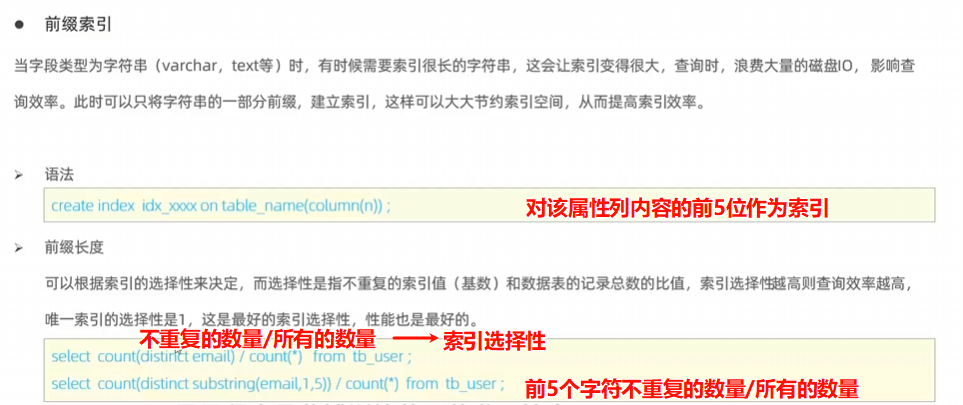 ● 前缀索引
当字段类型为字符串（varchar，text等）时，有时候需要索引很长的字符串，这会让索引变得很大，查询时，浪费大量的磁盘IO， 影响查
询效率。此时可以只将字符串的一部分前缀，建立索引，这样可以大大节约索引空间，从而提高索引效率。
➢ 语法
create index idx_xxxx on table_name(column(n)) ;
对该属性列内容的前5位作为索引
➢ 前缀长度
可以根据索引的选择性来决定，而选择性是指不重复的索引值（基数）和数据表的记录总数的比值，索引选择性越高则查询效率越高，
唯一索引的选择性是1，这是最好的索引选择性，性能也是最好的。
不重复的数量/所有的数量 → 索引选择性
select count(distinct email) / count(*) from tb_user ;
select count(distinct substring(email,1,5)) / count(*) from tb_user ;
前5个字符不重复的数量/所有的数量